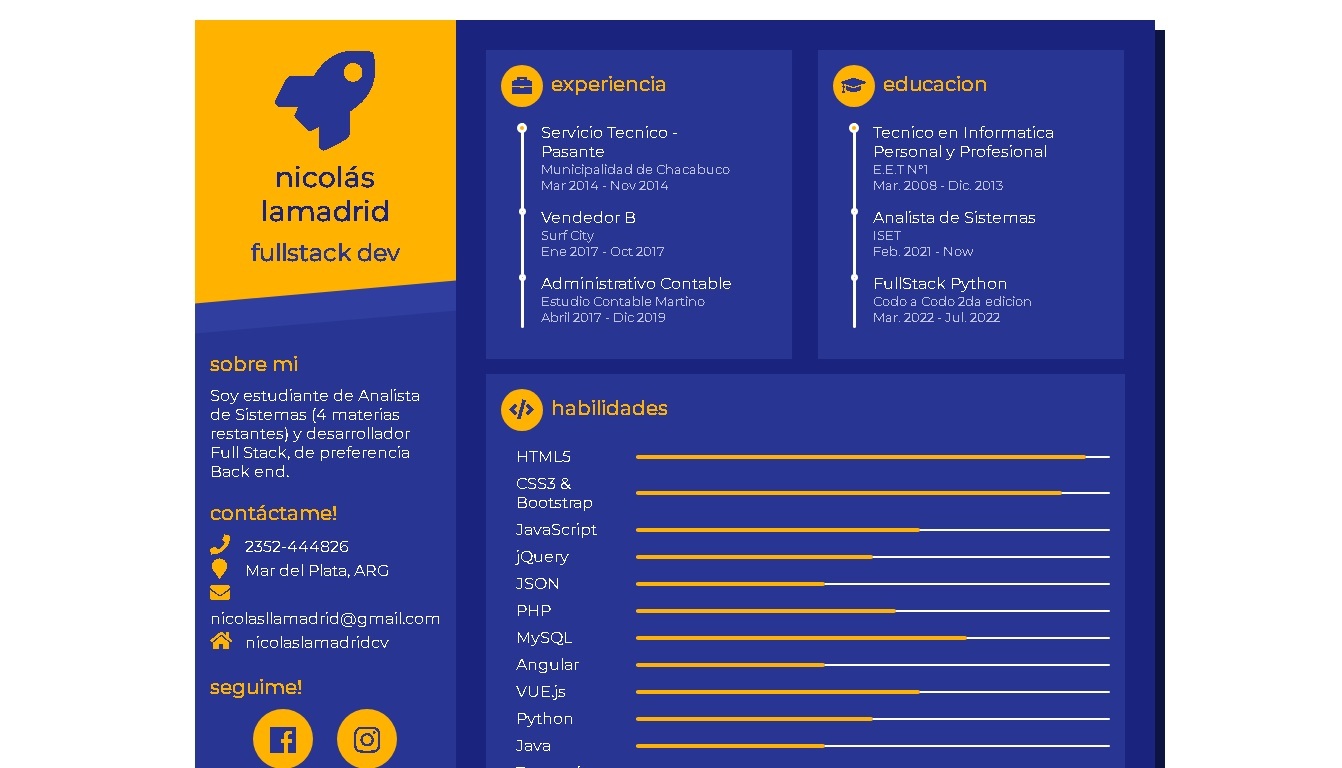 nicolás
lamadrid
fullstack dev
sobre mi
Soy estudiante de Analista
de Sistemas (4 materias
restantes) y desarrollador
Full Stack, de preferencia
Back end.
contáctame!
2352-444826
Mar del Plata, ARG
nicolasllamadrid@gmail.com
nicolaslamadridcv
seguime!
experiencia
Servicio Tecnico -
Pasante
Municipalidad de Chacabuco
Mar 2014 - Nov 2014
Vendedor B
Surf City
Ene 2017 - Oct 2017
Administrativo Contable
Estudio Contable Martino
Abril 2017 - Dic 2019
educacion
Tecnico en Informatica
Personal y Profesional
E.E.T N°1
Mar. 2008 - Dic. 2013
Analista de Sistemas
ISET
Feb. 2021 - Now
FullStack Python
Codo a Codo 2da edicion
Mar. 2022 - Jul. 2022
habilidades
HTML5
CSS3 &
Bootstrap
JavaScript
jQuery
JSON
PHP
MySQL
Angular
VUE.js
Python
Java